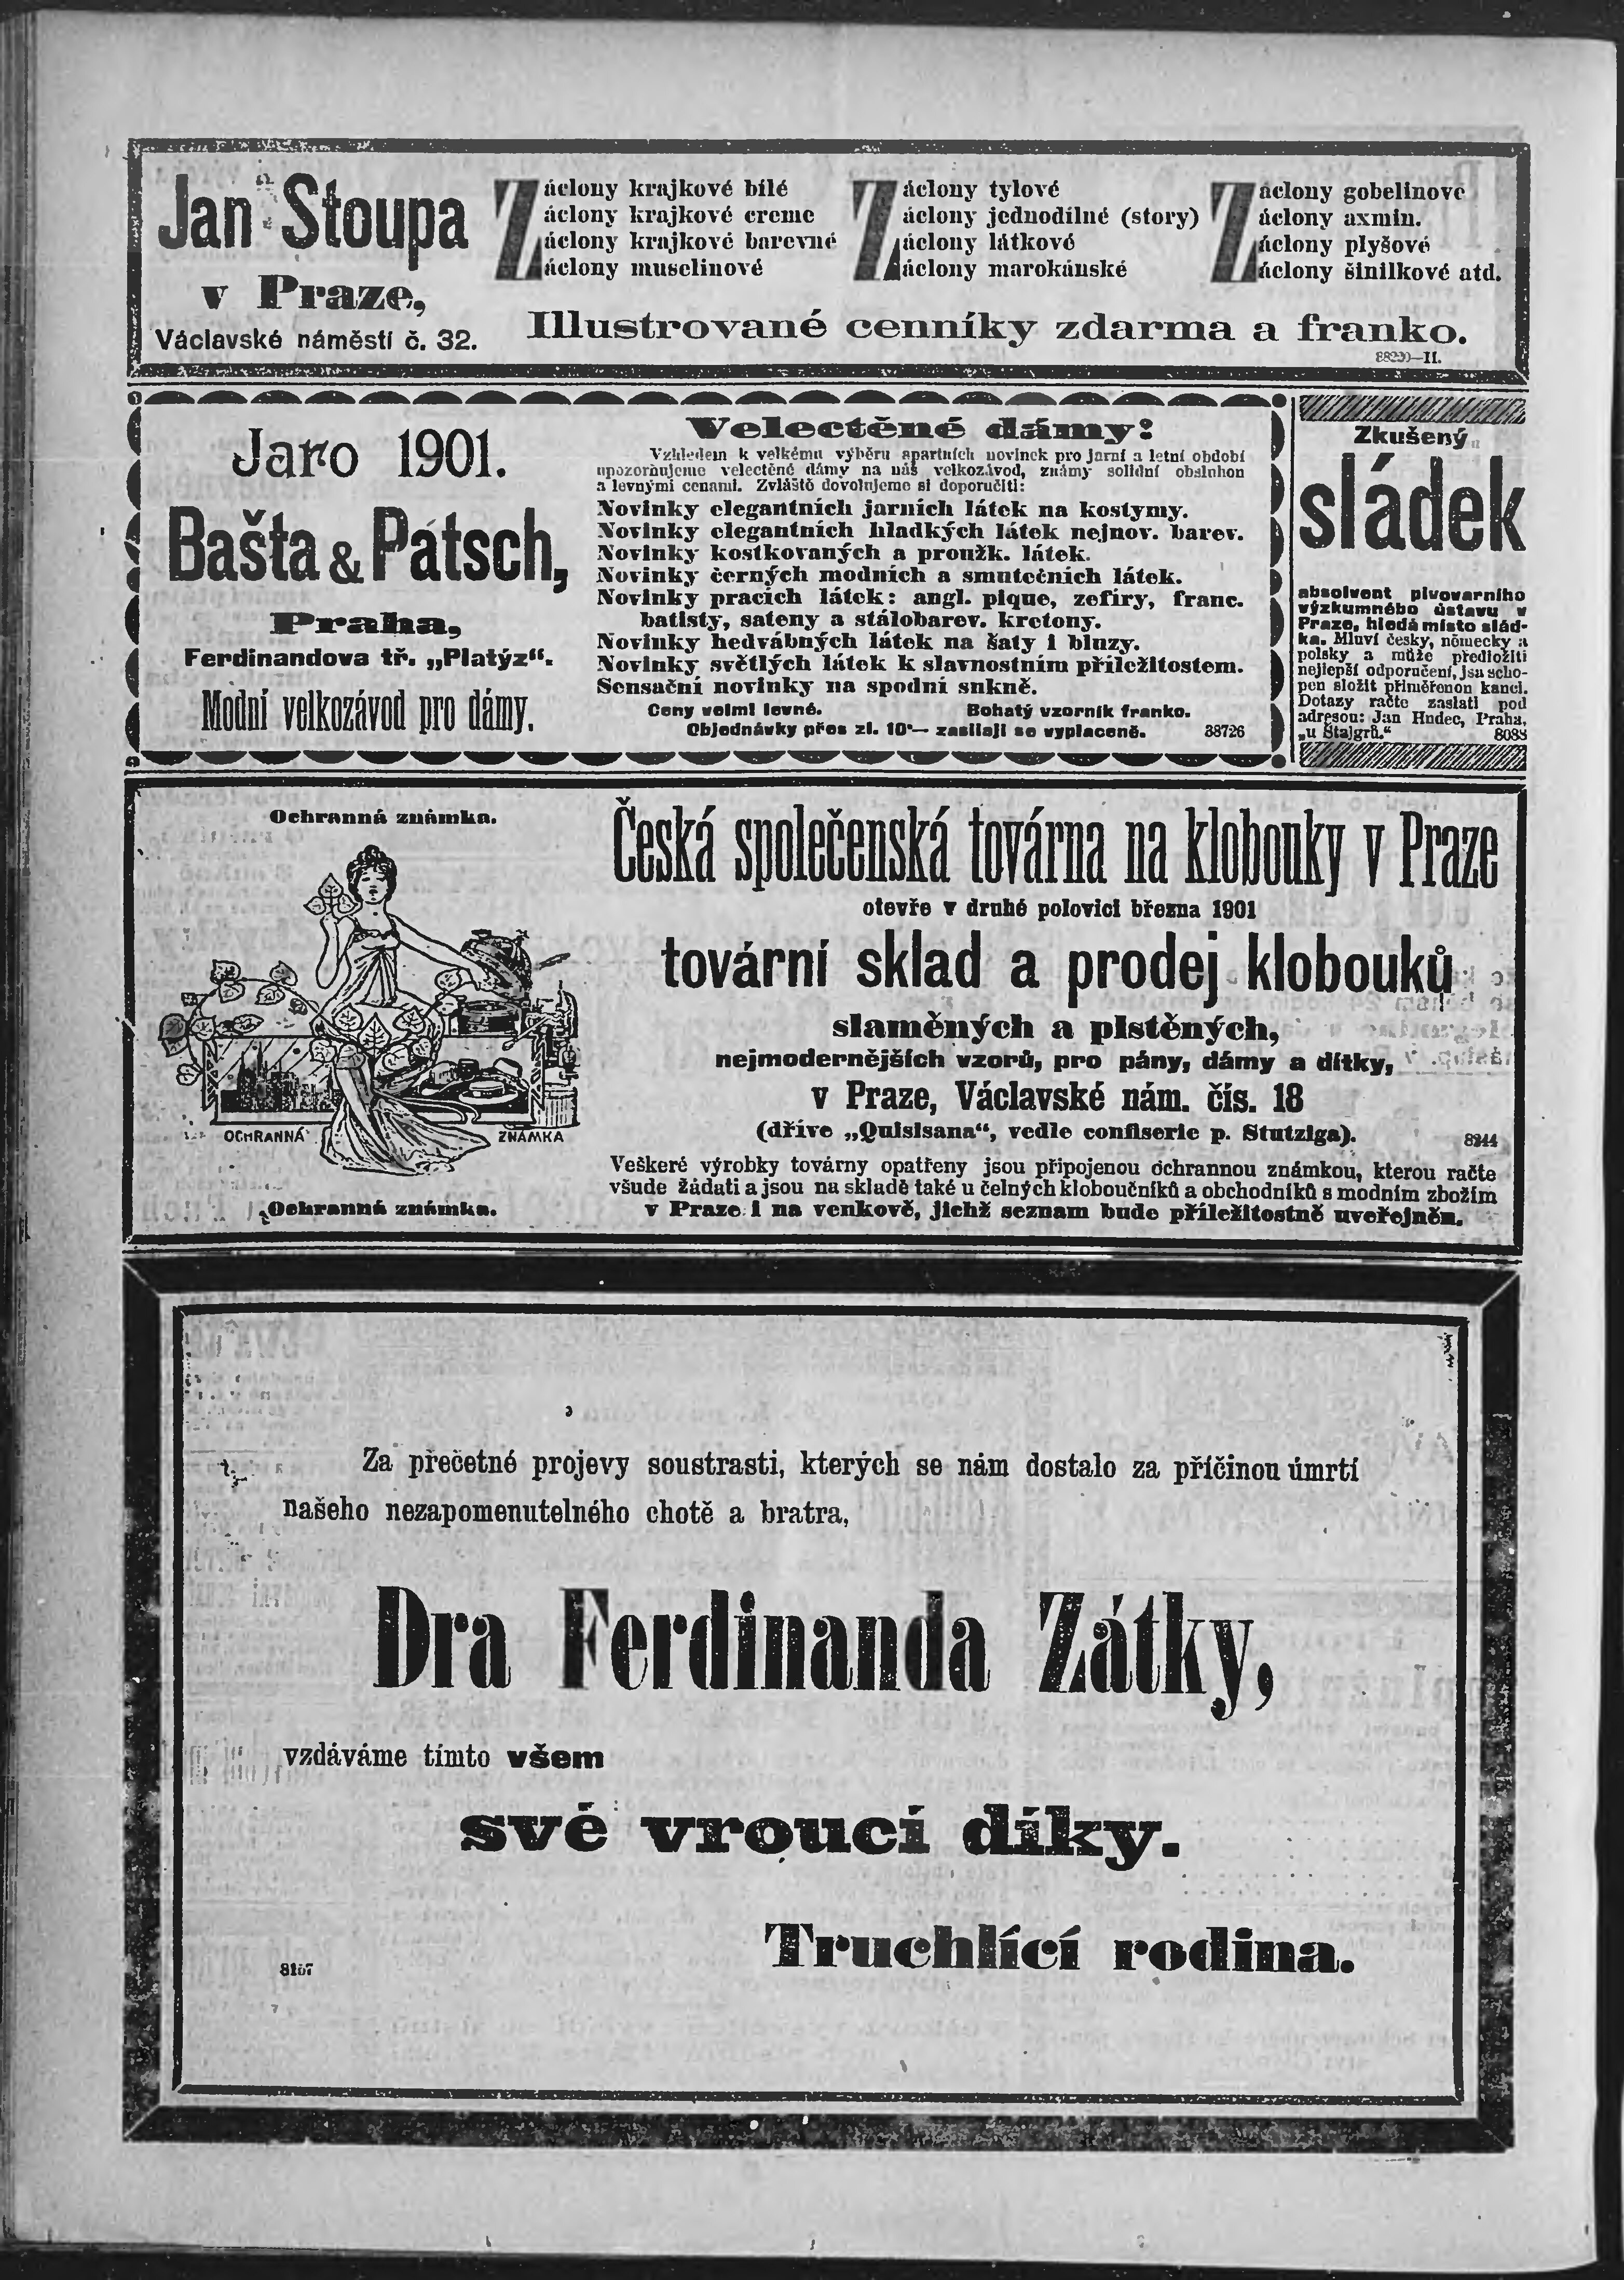 Jan Stoupa
v Praze,
Václavské náměstí č. 32.
Záclony krajkové bílé
Záclony krajkové creme
Záclony krajkové barevné
Záclony muselinové
Záclony tylové
Záclony jednodílné (story)
Záclony látkové
Záclony marokánské
Záclony gobelinové
Záclony axmin.
Záclony plyšové
Záclony šinilkové atd.
Illustrované cenníky zdarma a franko.
Jaro 1901.
Bašta & Pátsch,
Praha,
Ferdinandova tř. „Platýz“.
Modní velkozávod pro dámy.
Velectěné dámy!
Vzhledem k velkému výběru apartních novinek pro jarní a letní období
upozorňujeme velectěné dámy na náš velkozávod, známý solidní obsluhou
a levnými cenami. Zvláště dovolujeme si doporučiti:
Novinky elegantních jarních látek na kostymy.
Novinky elegantních hladkých látek nejnov. barev.
Novinky kostkovaných a proužk. látek.
Novinky černých modních a smutečních látek.
Novinky pracích látek: angl. pique, zefíry, franc.
batisty, sateny a stálobarev. kretony.
Novinky hedvábných látek na šaty i bluzy.
Novinky světlých látek k slavnostním příležitostem.
Sensační novinky na spodní sukně.
Ceny velmi levné. Bohatý vzorník franko.
Objednávky přes zl. 10·— zasílají se vyplaceně. 38726
Zkušený
sládek
absolvent pivovarního
výzkumného ústavu v
Praze, hledá místo slád-
ka. Mluví česky, německy a
polsky a může předložiti
nejlepší odporučení, jsa scho-
pen složit přiměřenou kauci.
Dotazy račte zaslati pod
adresou: Jan Hudec, Praha,
„u Štajgrů.“ 8088
Ochranná známka.
OCHRANNÁ ZNÁMKA
Ochranná známka.
Česká společenská továrna na klobouky v Praze
otevře v druhé polovici března 1901
tovární sklad a prodej klobouků
slaměných a plstěných,
nejmodernějších vzorů, pro pány, dámy a dítky,
v Praze, Václavské nám. čís. 18
(dříve „Quisisana“, vedle confiserie p. Stutziga). 8244
Veškeré výrobky továrny opatřeny jsou připojenou ochrannou známkou, kterou račte
všude žádati a jsou na skladě také u čelných kloboučníků a obchodníků s modním zbožím
v Praze i na venkově, jichž seznam bude příležitostně uveřejněn.
Za přečetné projevy soustrasti, kterých se nám dostalo za příčinou úmrtí
našeho nezapomenutelného chotě a bratra,
Dra Ferdinanda Zátky,
vzdáváme tímto všem
své vroucí díky.
Truchlící rodina.